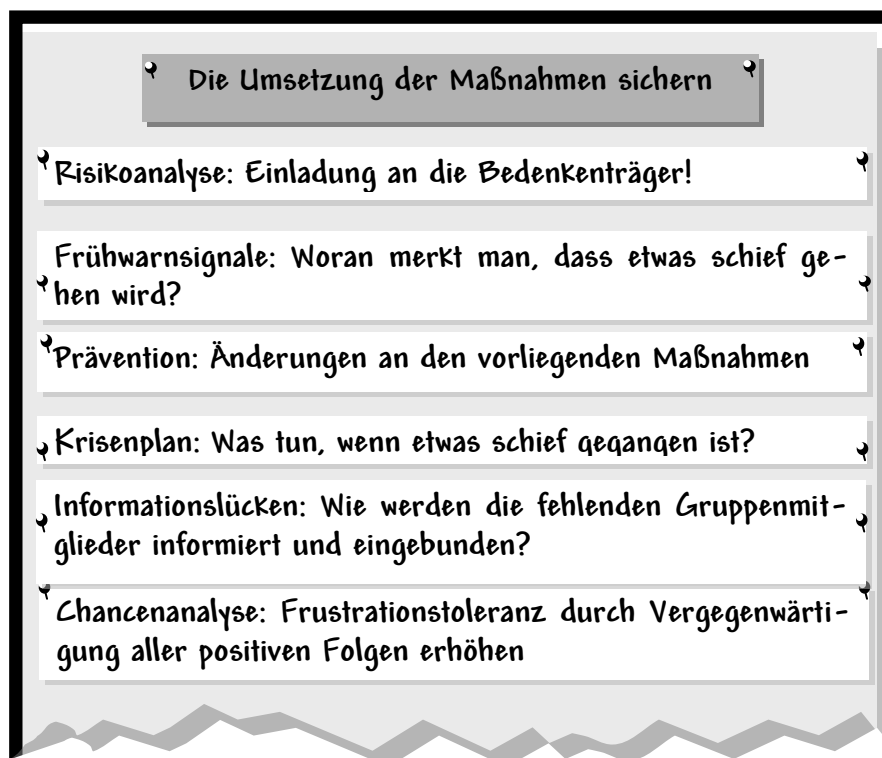 Die Umsetzung der Maßnahmen sichern
Risikoanalyse: Einladung an die Bedenkenträger!
Frühwarnsignale: Woran merkt man, dass etwas schief ge-
hen wird?
Prävention: Änderungen an den vorliegenden Maßnahmen
Krisenplan: Was tun, wenn etwas schief gegangen ist?
Informationslücken: Wie werden die fehlenden Gruppenmit-
glieder informiert und eingebunden?
Chancenanalyse: Frustrationstoleranz durch Vergegenwärti-
gung aller positiven Folgen erhöhen